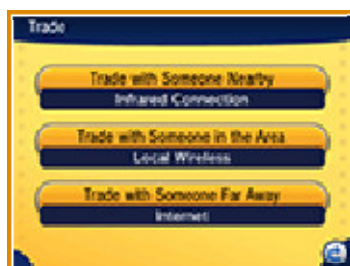 Trade
Trade with Someone Nearby
Infrared Connection
Trade with Someone in the Area
Local Wireless
Trade with Someone Far Away
Internet